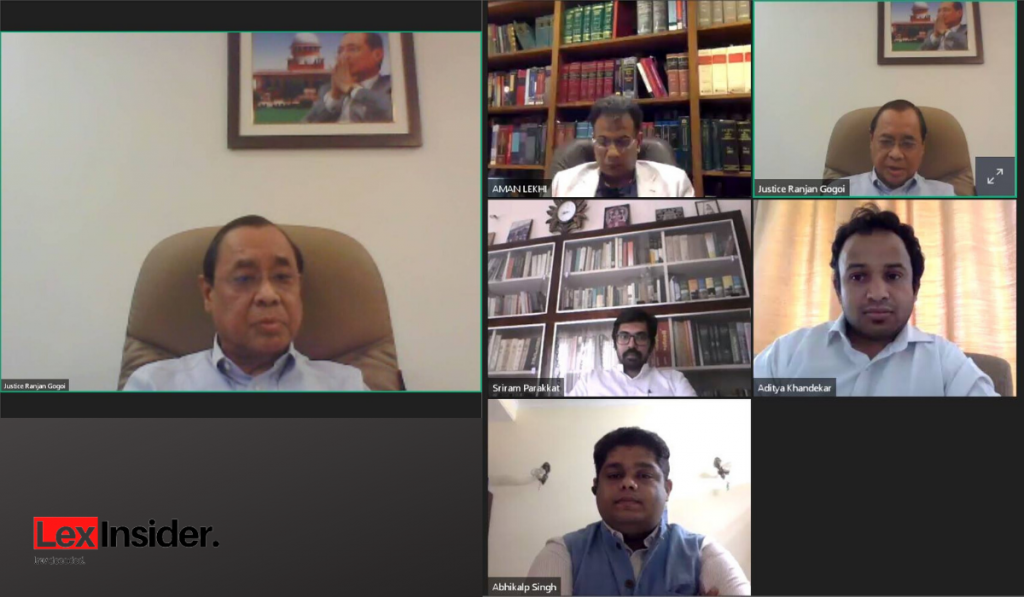 Justice Ranjan Gogoi
AMAN LEKHI
Justice Ranjan Gogoi
Sriram Parakkat
Aditya Khandekar
Abhikalp Singh
LexInsider.